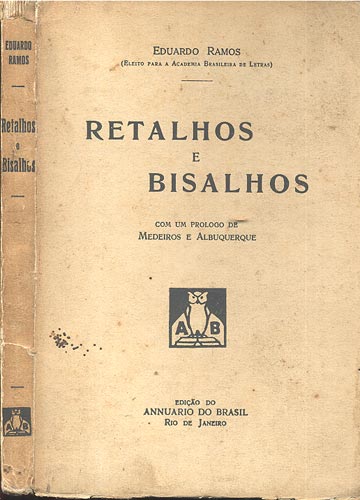 EDUARDO
RAMOS
Retalhos
e
Bisalhos
EDUARDO RAMOS
(ELEITO PARA A ACADEMIA BRASILEIRA DE LETRAS)
RETALHOS
E
BISALHOS
COM UM PROLOGO DE
MEDEIROS E ALBUQUERQUE
A B
EDIÇÃO DO
ANNUARIO DO BRASIL
RIO DE JANEIRO
A B